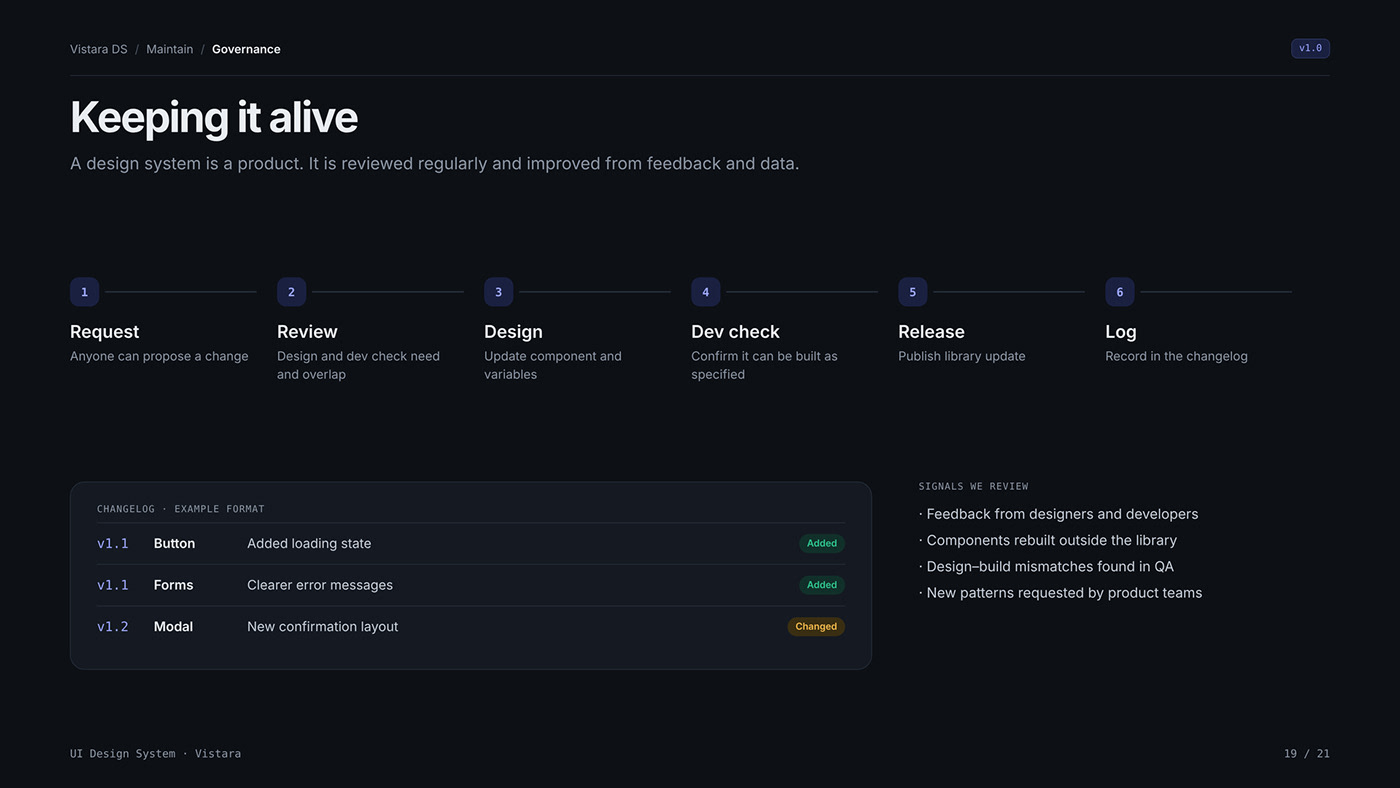 Vistara DS / Maintain / Governance
v1.0
Keeping it alive
A design system is a product. It is reviewed regularly and improved from feedback and data.
1
Request
Anyone can propose a change
2
Review
Design and dev check need
and overlap
3
Design
Update component and
variables
4
Dev check
Confirm it can be built as
specified
5
Release
Publish library update
6
Log
Record in the changelog
CHANGELOG · EXAMPLE FORMAT
v1.1 Button Added loading state Added
v1.1 Forms Clearer error messages Added
v1.2 Modal New confirmation layout Changed
SIGNALS WE REVIEW
· Feedback from designers and developers
· Components rebuilt outside the library
· Design–build mismatches found in QA
· New patterns requested by product teams
UI Design System · Vistara
19 / 21